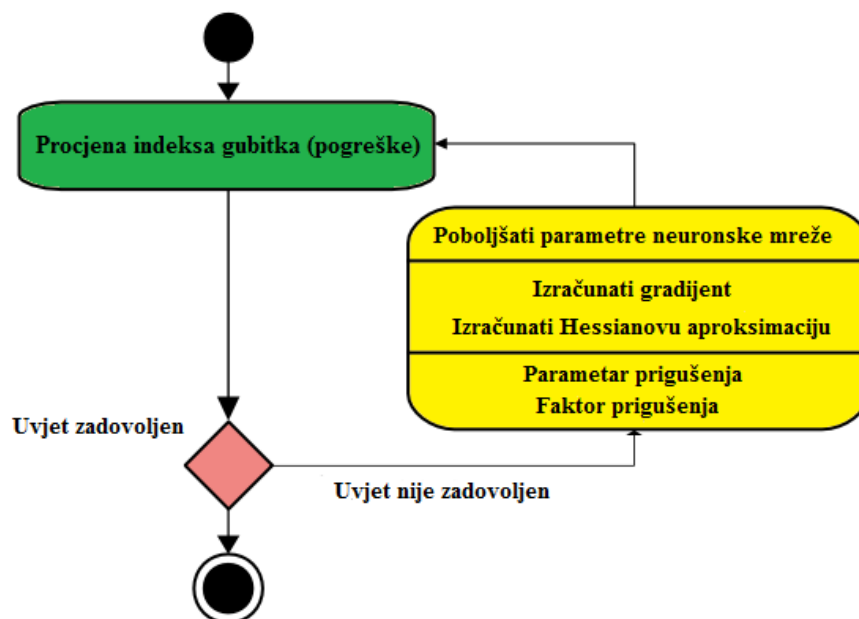 Procjena indeksa gubitka (pogreške)
Poboljšati parametre neuronske mreže
Izračunati gradijent
Izračunati Hessianovu aproksimaciju
Parametar prigušenja
Faktor prigušenja
Uvjet zadovoljen
Uvjet nije zadovoljen